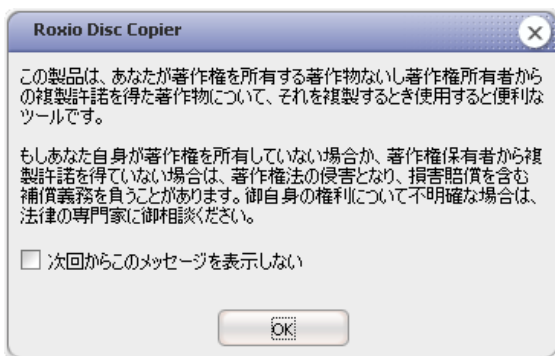 Roxio Disc Copier
この製品は、あなたが著作権を所有する著作物ないし著作権所有者から
の複製許諾を得た著作物について、それを複製するとき使用すると便利な
ツールです。
もしあなた自身が著作権を所有していない場合か、著作権保有者から複
製許諾を得ていない場合は、著作権法の侵害となり、損害賠償を含む
補償義務を負うことがあります。御自身の権利について不明確な場合は、
法律の専門家に御相談ください。
次回からこのメッセージを表示しない
OK